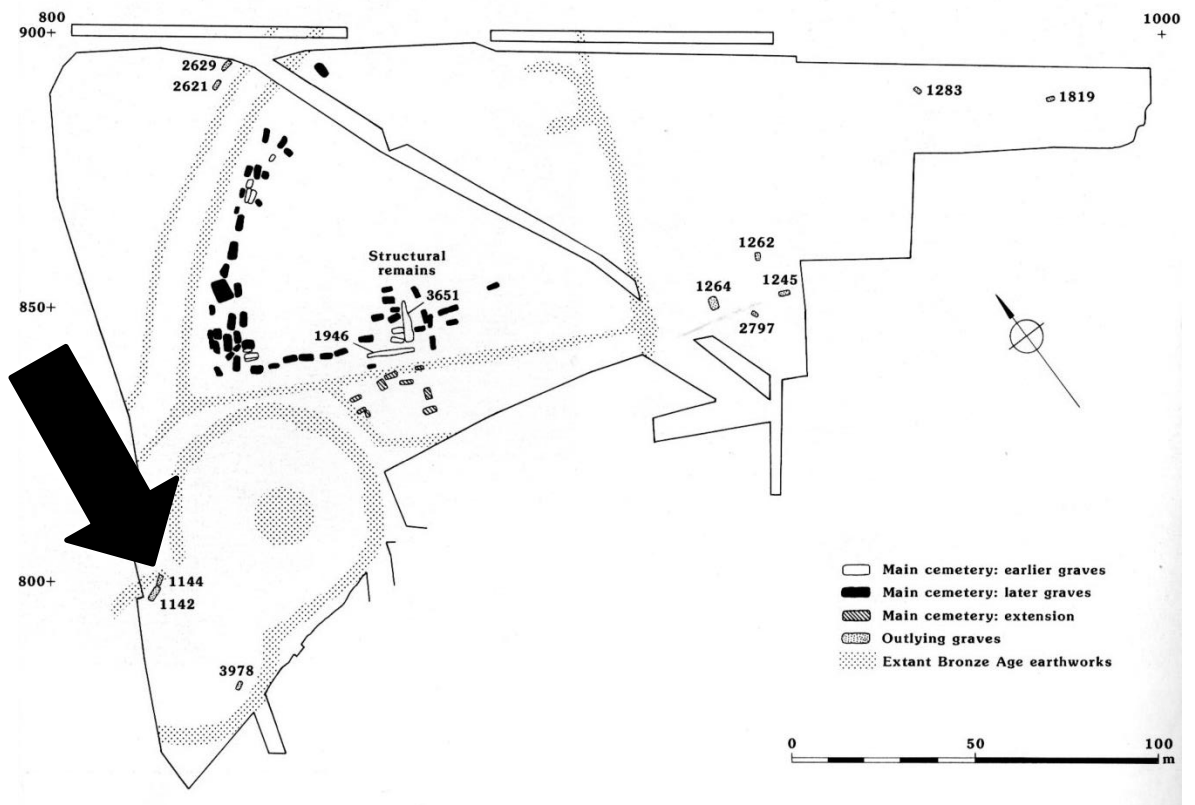 800
900+
1000
+
2629
2621
1283
1819
Structural
remains
1262
3651
1264
1245
850+
1946
2797
800+
1144
1142
3978
Main cemetery: earlier graves
Main cemetery: later graves
Main cemetery: extension
Outlying graves
Extant Bronze Age earthworks
0
50
100
m